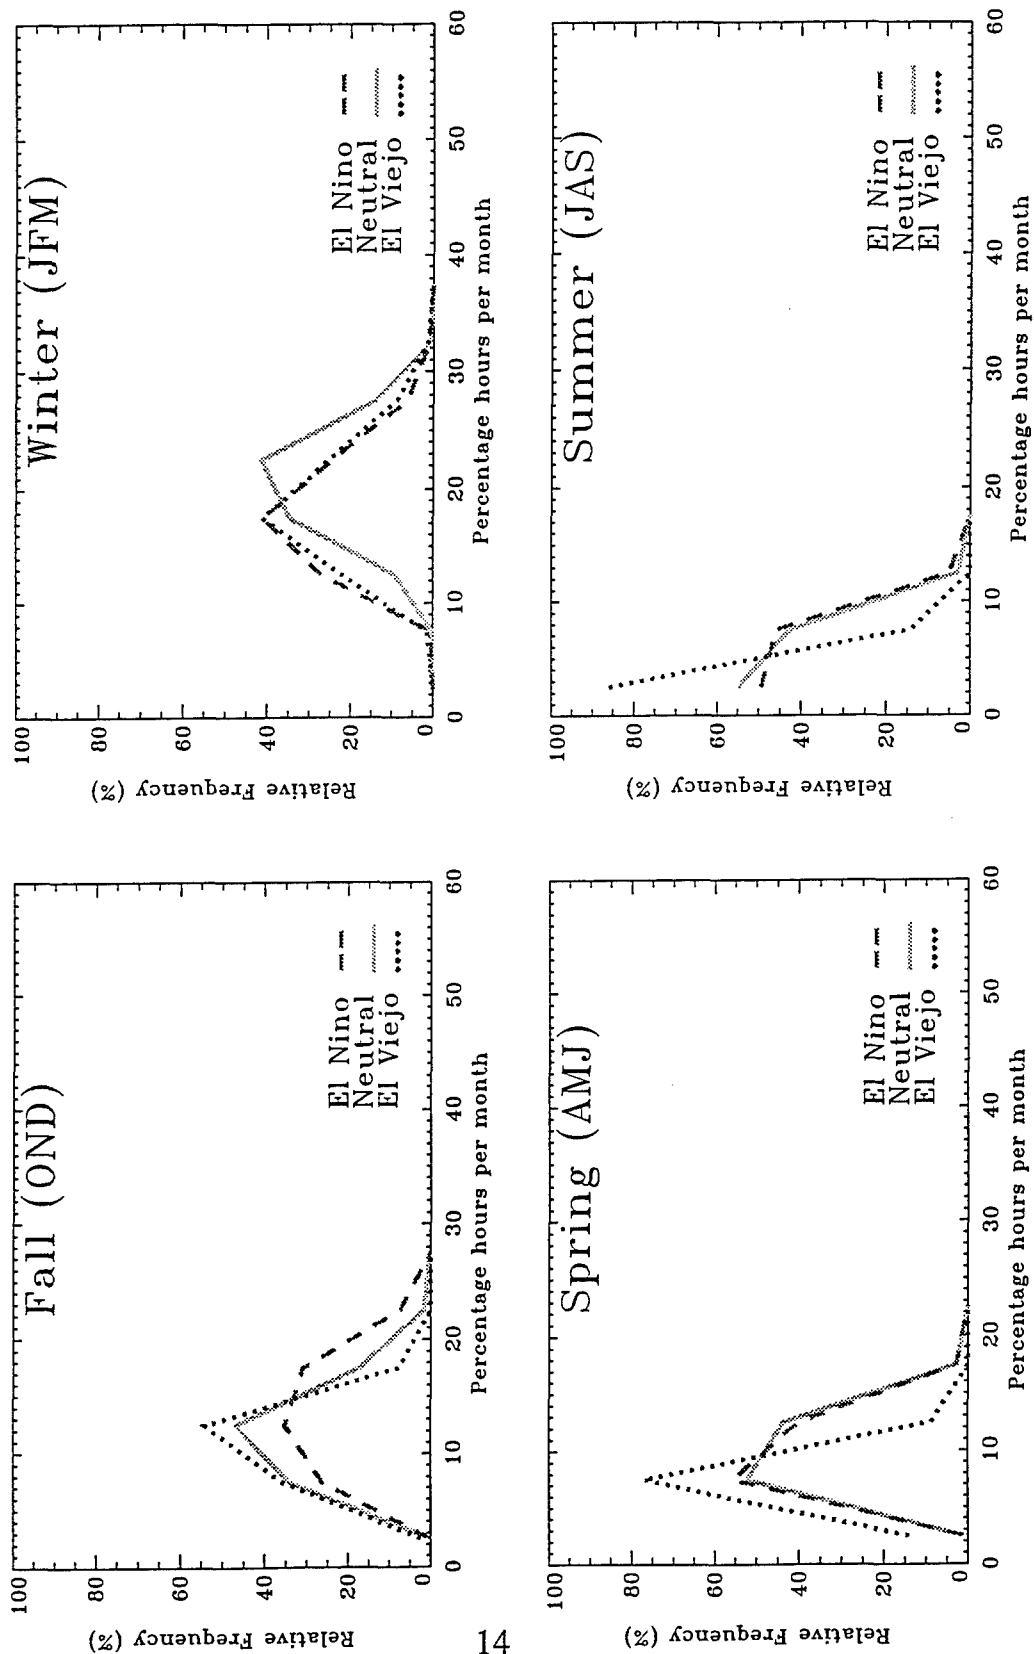 Fall (OND)
Relative Frequency (%)
100
80
60
40
20
0
El Nino
Neutral
El Viejo
0 10 20 30 40 50 60
Percentage hours per month
Winter (JFM)
Relative Frequency (%)
100
80
60
40
20
0
El Nino
Neutral
El Viejo
0 10 20 30 40 50 60
Percentage hours per month
Spring (AMJ)
Relative Frequency (%)
100
80
60
40
20
0
El Nino
Neutral
El Viejo
0 10 20 30 40 50 60
Percentage hours per month
Summer (JAS)
Relative Frequency (%)
100
80
60
40
20
0
El Nino
Neutral
El Viejo
0 10 20 30 40 50 60
Percentage hours per month
14